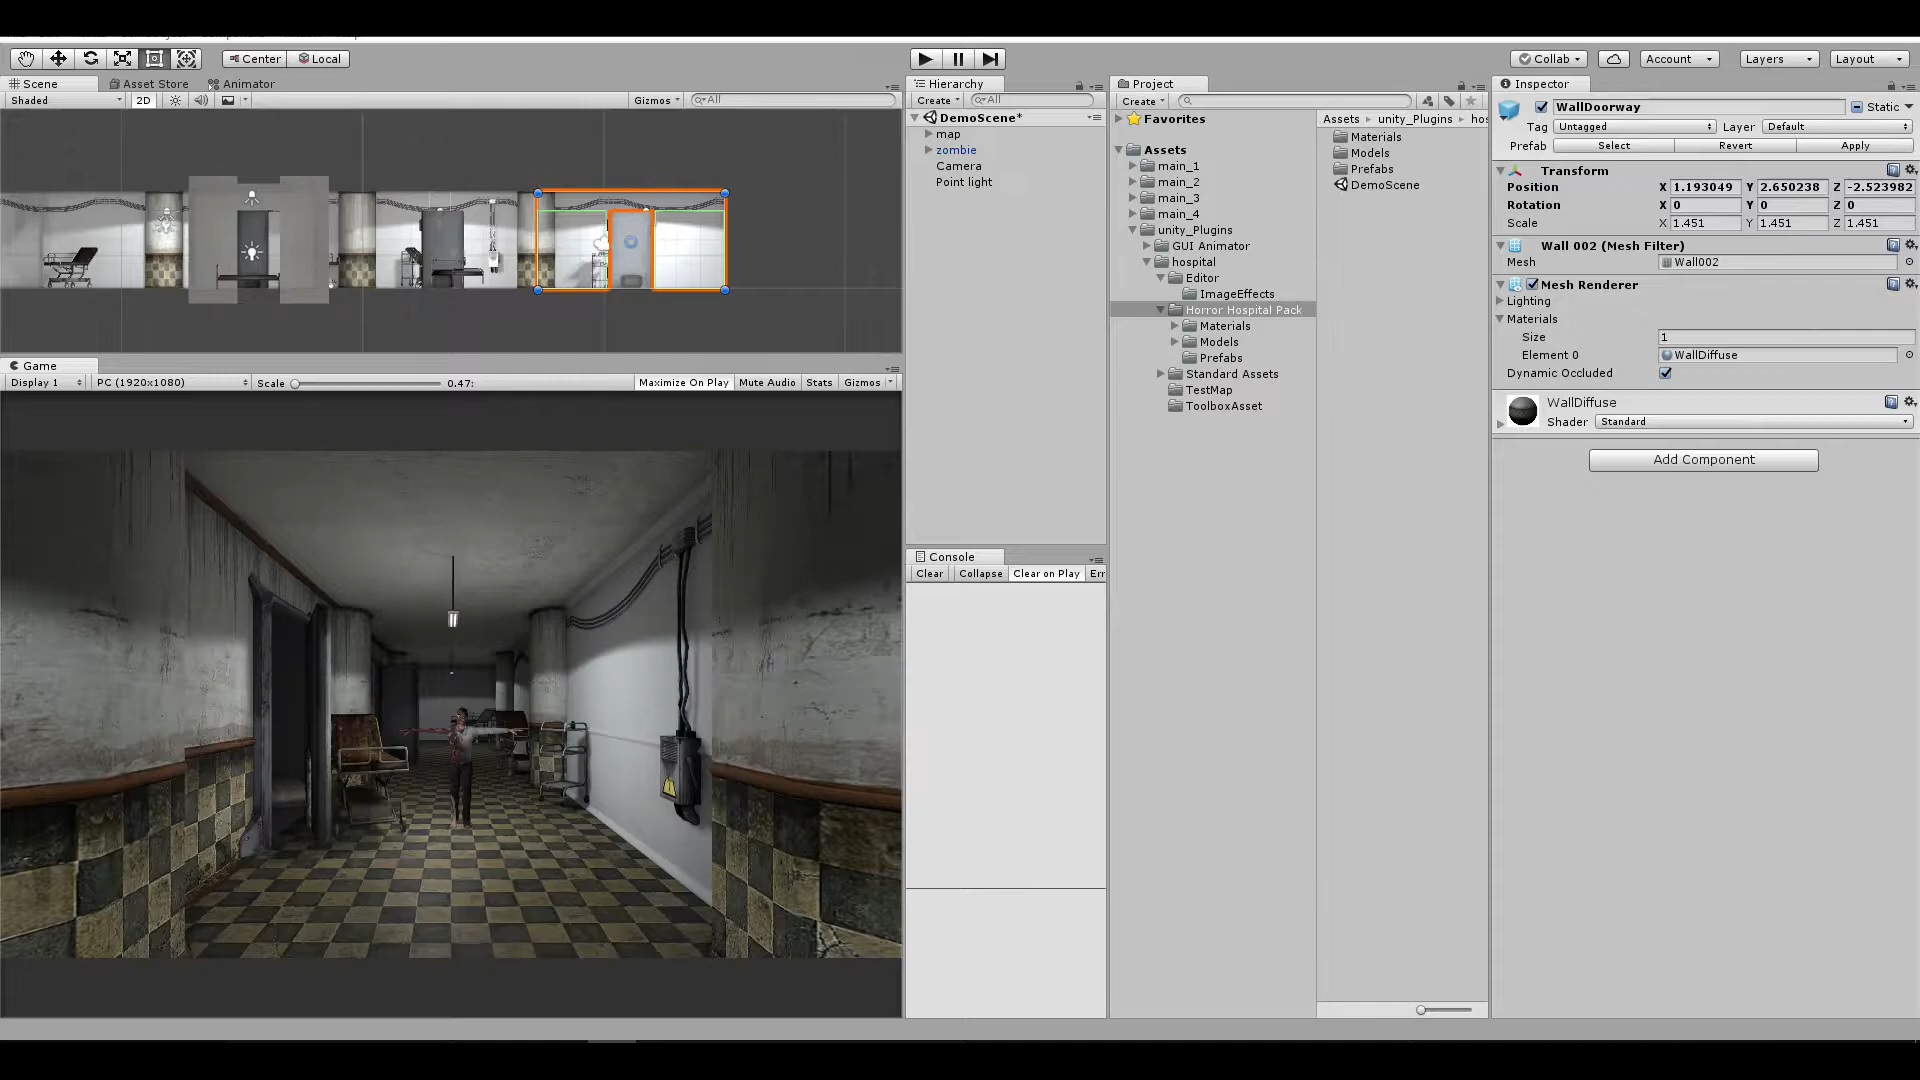 Center
Local
Collab
Account
Layers
Layout
Scene
Asset Store
Animator
Shaded
2D
Gizmos
All
Game
Display 1
PC (1920x1080)
Scale
0.47:
Maximize On Play
Mute Audio
Stats
Gizmos
Hierarchy
Create
All
DemoScene*
map
zombie
Camera
Point light
Console
Clear
Collapse
Clear on Play
Err
Project
Create
Favorites
Assets
main_1
main_2
main_3
main_4
unity_Plugins
GUI Animator
hospital
Editor
ImageEffects
Horror Hospital Pack
Materials
Models
Prefabs
Standard Assets
TestMap
ToolboxAsset
Assets unity_Plugins hos
Materials
Models
Prefabs
DemoScene
Inspector
WallDoorway
Static
Tag Untagged Layer Default
Prefab Select Revert Apply
Transform
Position X 1.193049 Y 2.650238 Z -2.523982
Rotation X 0 Y 0 Z 0
Scale X 1.451 Y 1.451 Z 1.451
Wall 002 (Mesh Filter)
Mesh Wall002
Mesh Renderer
Lighting
Materials
Size 1
Element 0 WallDiffuse
Dynamic Occluded
WallDiffuse
Shader Standard
Add Component